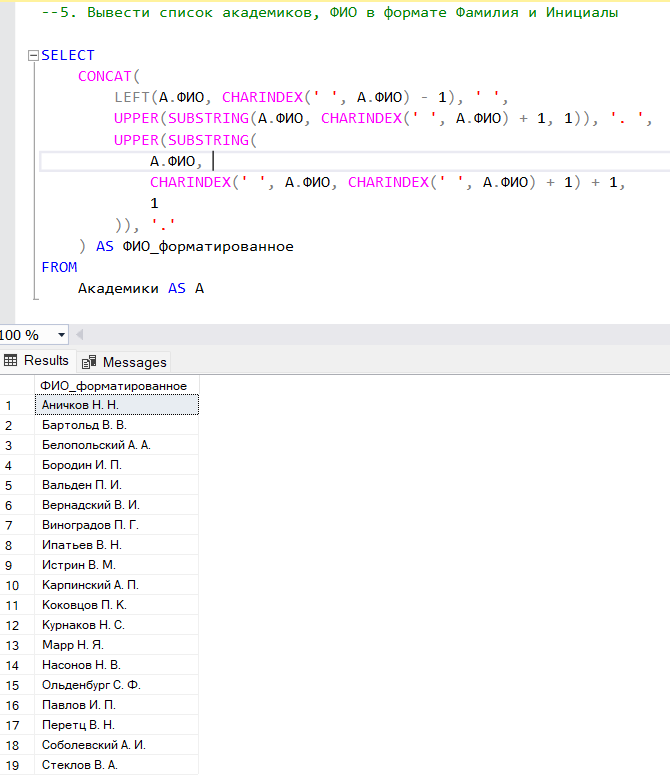 --5. Вывести список академиков, ФИО в формате Фамилия и Инициалы
SELECT
CONCAT(
LEFT(А.ФИО, CHARINDEX(' ', А.ФИО) - 1), ' ',
UPPER(SUBSTRING(А.ФИО, CHARINDEX(' ', А.ФИО) + 1, 1)), '. ',
UPPER(SUBSTRING(
А.ФИО,
CHARINDEX(' ', А.ФИО, CHARINDEX(' ', А.ФИО) + 1) + 1,
1
)), '.'
) AS ФИО_форматированное
FROM
Академики AS А
100 %
Results Messages
ФИО_форматированное
1 Аничков Н. Н.
2 Бартольд В. В.
3 Белопольский А. А.
4 Бородин И. П.
5 Вальден П. И.
6 Вернадский В. И.
7 Виноградов П. Г.
8 Ипатьев В. Н.
9 Истрин В. М.
10 Карпинский А. П.
11 Коковцов П. К.
12 Курнаков Н. С.
13 Марр Н. Я.
14 Насонов Н. В.
15 Ольденбург С. Ф.
16 Павлов И. П.
17 Перетц В. Н.
18 Соболевский А. И.
19 Стеклов В. А.